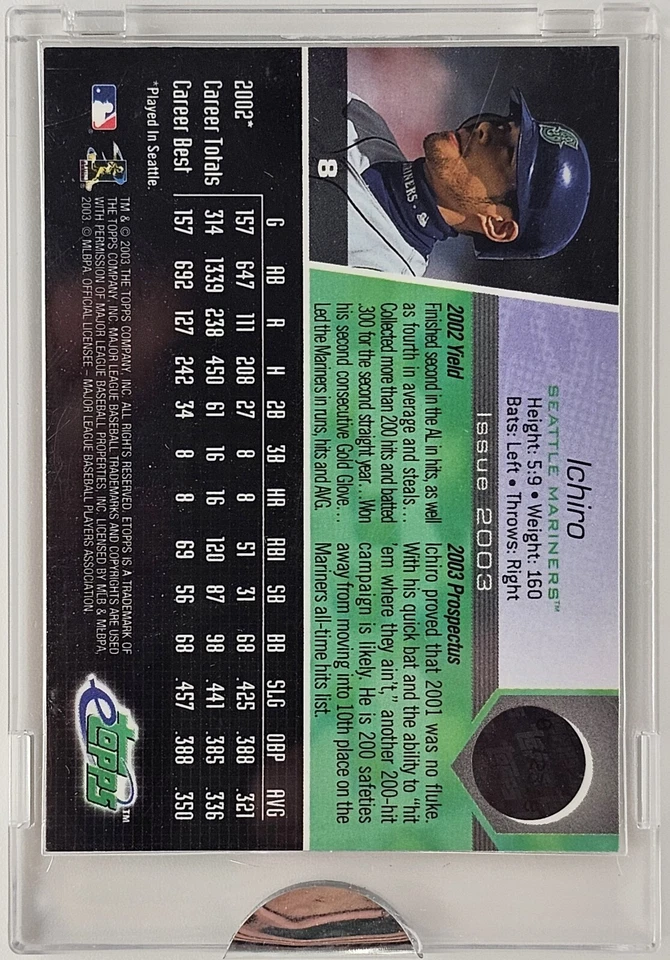 Ichiro
SEATTLE MARINERS™
Height: 5:9 • Weight: 160
Bats: Left • Throws: Right
Issue 2003
8
INERS
2002 Yield
Finished second in the AL in hits, as well
as fourth in average and steals...
Collected more than 200 hits and batted
.300 for the second straight year... Won
his second consecutive Gold Glove...
Led the Mariners in runs, hits and AVG.
2003 Prospectus
Ichiro proved that 2001 was no fluke.
With his quick bat and the ability to "hit
'em where they ain't," another 200-hit
campaign is likely. He is 200 safeties
away from moving into 10th place on the
Mariners all-time hits list.
G AB R H 2B 3B HR RBI SB BB SLG OBP AVG
2002* 157 647 111 208 27 8 8 51 31 68 .425 .388 .321
Career Totals 314 1339 238 450 61 16 16 120 87 98 .441 .385 .336
Career Best 157 692 127 242 34 8 8 69 56 68 .457 .388 .350
*Played In Seattle.
TM & © 2003 THE TOPPS COMPANY, INC. ALL RIGHTS RESERVED. ETOPPS IS A TRADEMARK OF
THE TOPPS COMPANY, INC. MAJOR LEAGUE BASEBALL TRADEMARKS AND COPYRIGHTS ARE USED
WITH PERMISSION OF MAJOR LEAGUE BASEBALL PROPERTIES, INC. LICENSED BY MLB & MLBPA.
2003 © MLBPA. OFFICIAL LICENSEE – MAJOR LEAGUE BASEBALL PLAYERS ASSOCIATION.
etopps™